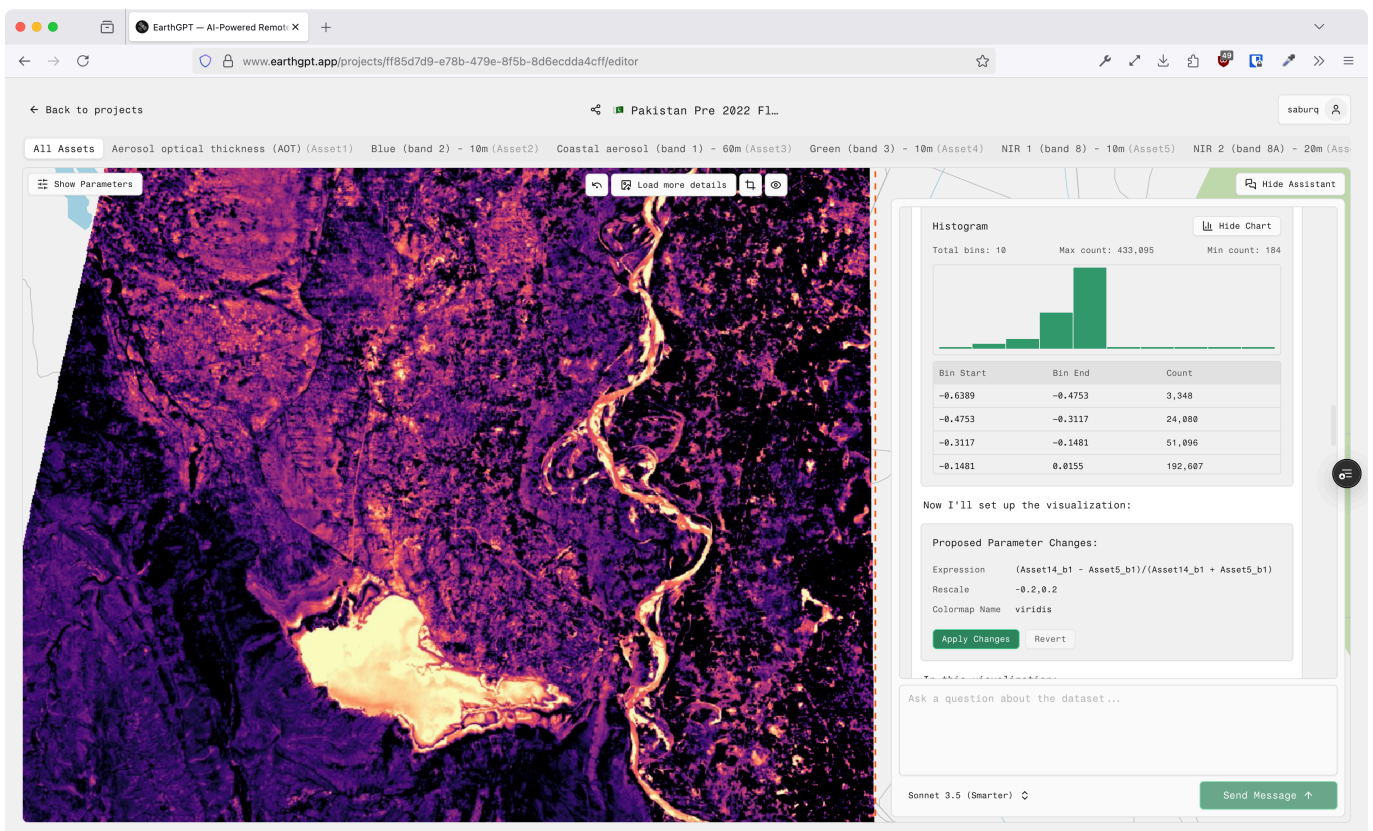 EarthGPT — AI-Powered Remot
www.earthgpt.app/projects/ff85d7d9-e78b-479e-8f5b-8d6ecdda4cff/editor
49
Back to projects
Pakistan Pre 2022 Fl…
saburq
All Assets Aerosol optical thickness (AOT) (Asset1) Blue (band 2) - 10m (Asset2) Coastal aerosol (band 1) - 60m (Asset3) Green (band 3) - 10m (Asset4) NIR 1 (band 8) - 10m (Asset5) NIR 2 (band 8A) - 20m (Ass
Show Parameters
Load more details
Hide Assistant
Histogram
Hide Chart
Total bins: 10 Max count: 433,095 Min count: 184
Bin Start Bin End Count
-0.6389 -0.4753 3,348
-0.4753 -0.3117 24,080
-0.3117 -0.1481 51,096
-0.1481 0.0155 192,607
Now I'll set up the visualization:
Proposed Parameter Changes:
Expression (Asset14_b1 - Asset5_b1)/(Asset14_b1 + Asset5_b1)
Rescale -0.2,0.2
Colormap Name viridis
Apply Changes Revert
In this visualization:
Ask a question about the dataset...
Sonnet 3.5 (Smarter)
Send Message